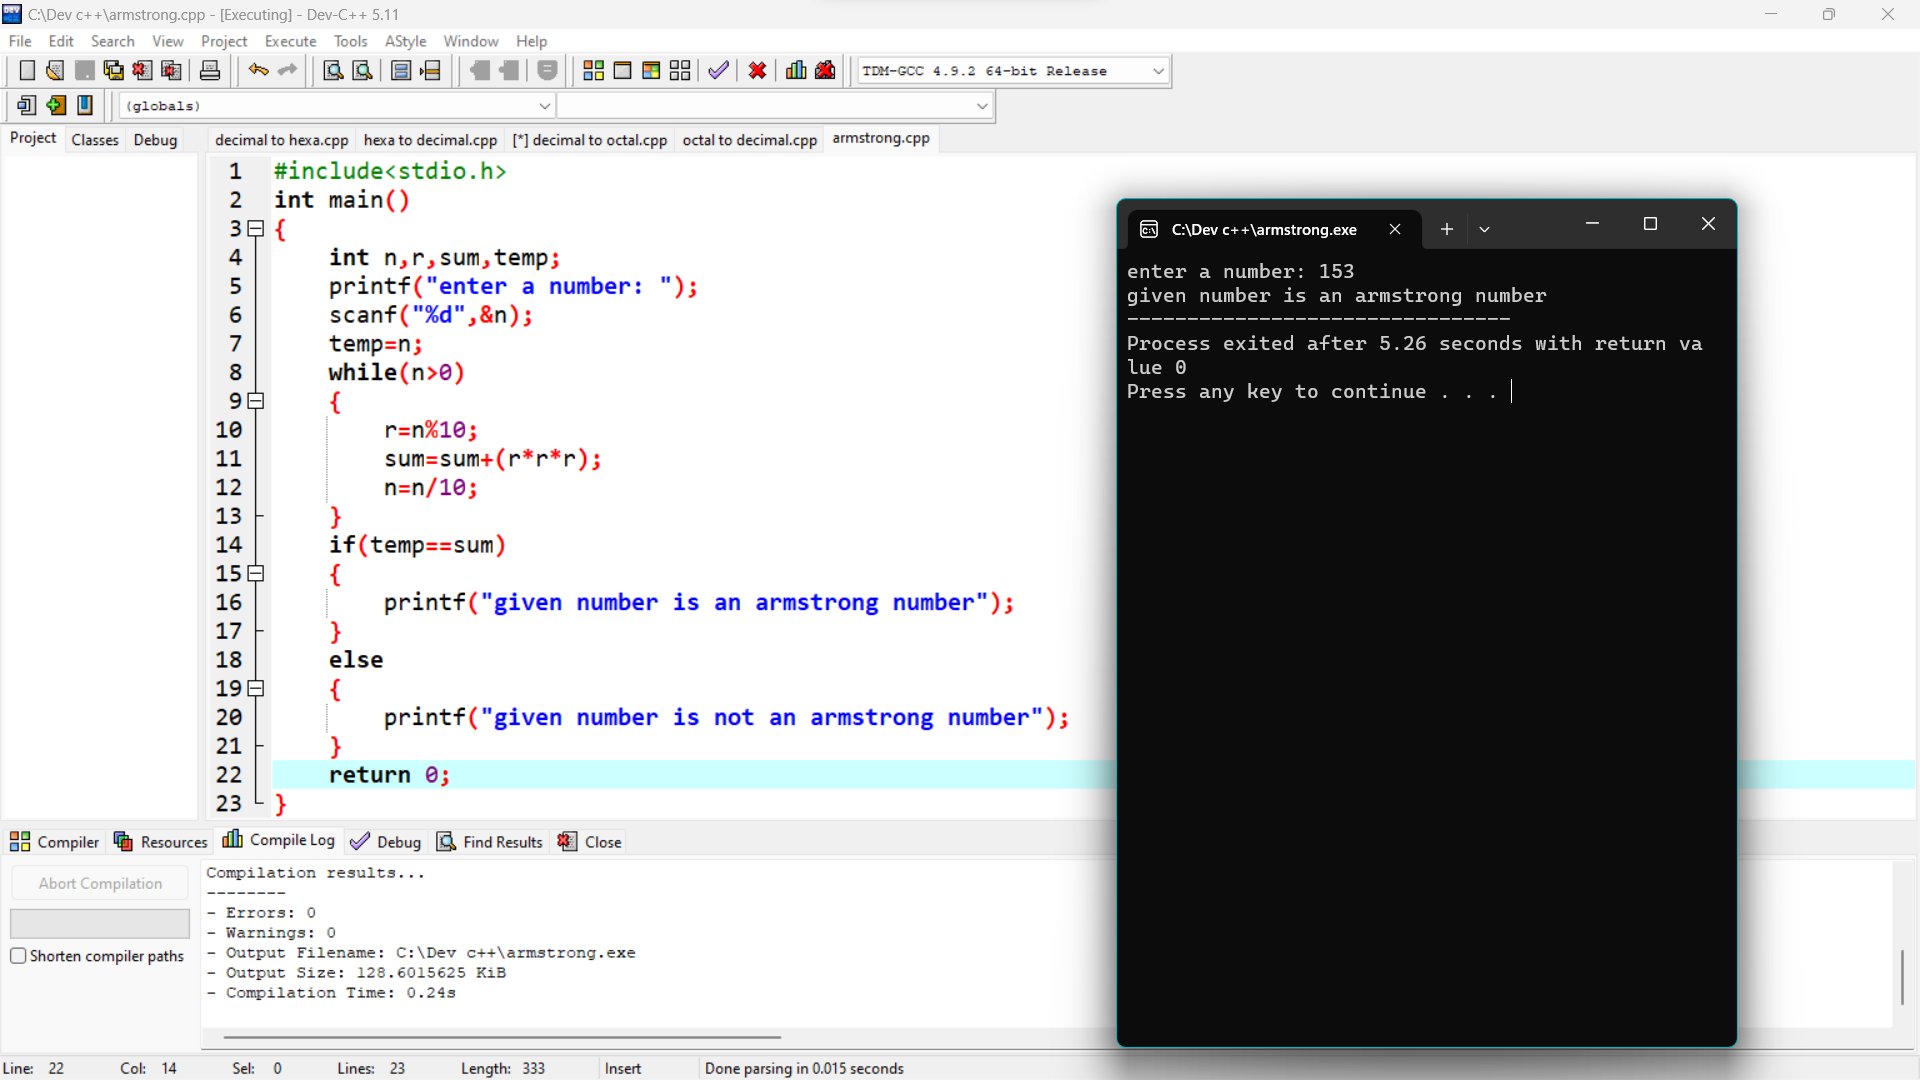 C:\Dev c++\armstrong.cpp - [Executing] - Dev-C++ 5.11
File Edit Search View Project Execute Tools AStyle Window Help
TDM-GCC 4.9.2 64-bit Release
(globals)
Project Classes Debug
decimal to hexa.cpp hexa to decimal.cpp [*] decimal to octal.cpp octal to decimal.cpp armstrong.cpp
1 #include<stdio.h>
2 int main()
3 {
4 int n,r,sum,temp;
5 printf("enter a number: ");
6 scanf("%d",&n);
7 temp=n;
8 while(n>0)
9 {
10 r=n%10;
11 sum=sum+(r*r*r);
12 n=n/10;
13 }
14 if(temp==sum)
15 {
16 printf("given number is an armstrong number");
17 }
18 else
19 {
20 printf("given number is not an armstrong number");
21 }
22 return 0;
23 }
C:\Dev c++\armstrong.exe
enter a number: 153
given number is an armstrong number
--------------------------------
Process exited after 5.26 seconds with return va
lue 0
Press any key to continue . . .
Compiler Resources Compile Log Debug Find Results Close
Abort Compilation
Shorten compiler paths
Compilation results...
--------
- Errors: 0
- Warnings: 0
- Output Filename: C:\Dev c++\armstrong.exe
- Output Size: 128.6015625 KiB
- Compilation Time: 0.24s
Line: 22 Col: 14 Sel: 0 Lines: 23 Length: 333 Insert Done parsing in 0.015 seconds